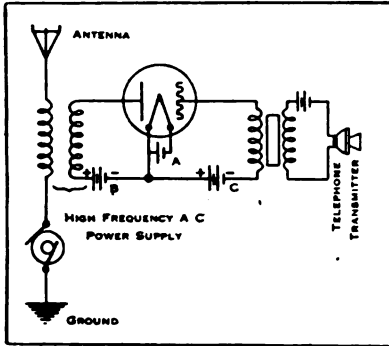 ANTENNA
A
+ B -
+ C -
HIGH FREQUENCY A C
POWER SUPPLY
TELEPHONE
TRANSMITTER
GROUND